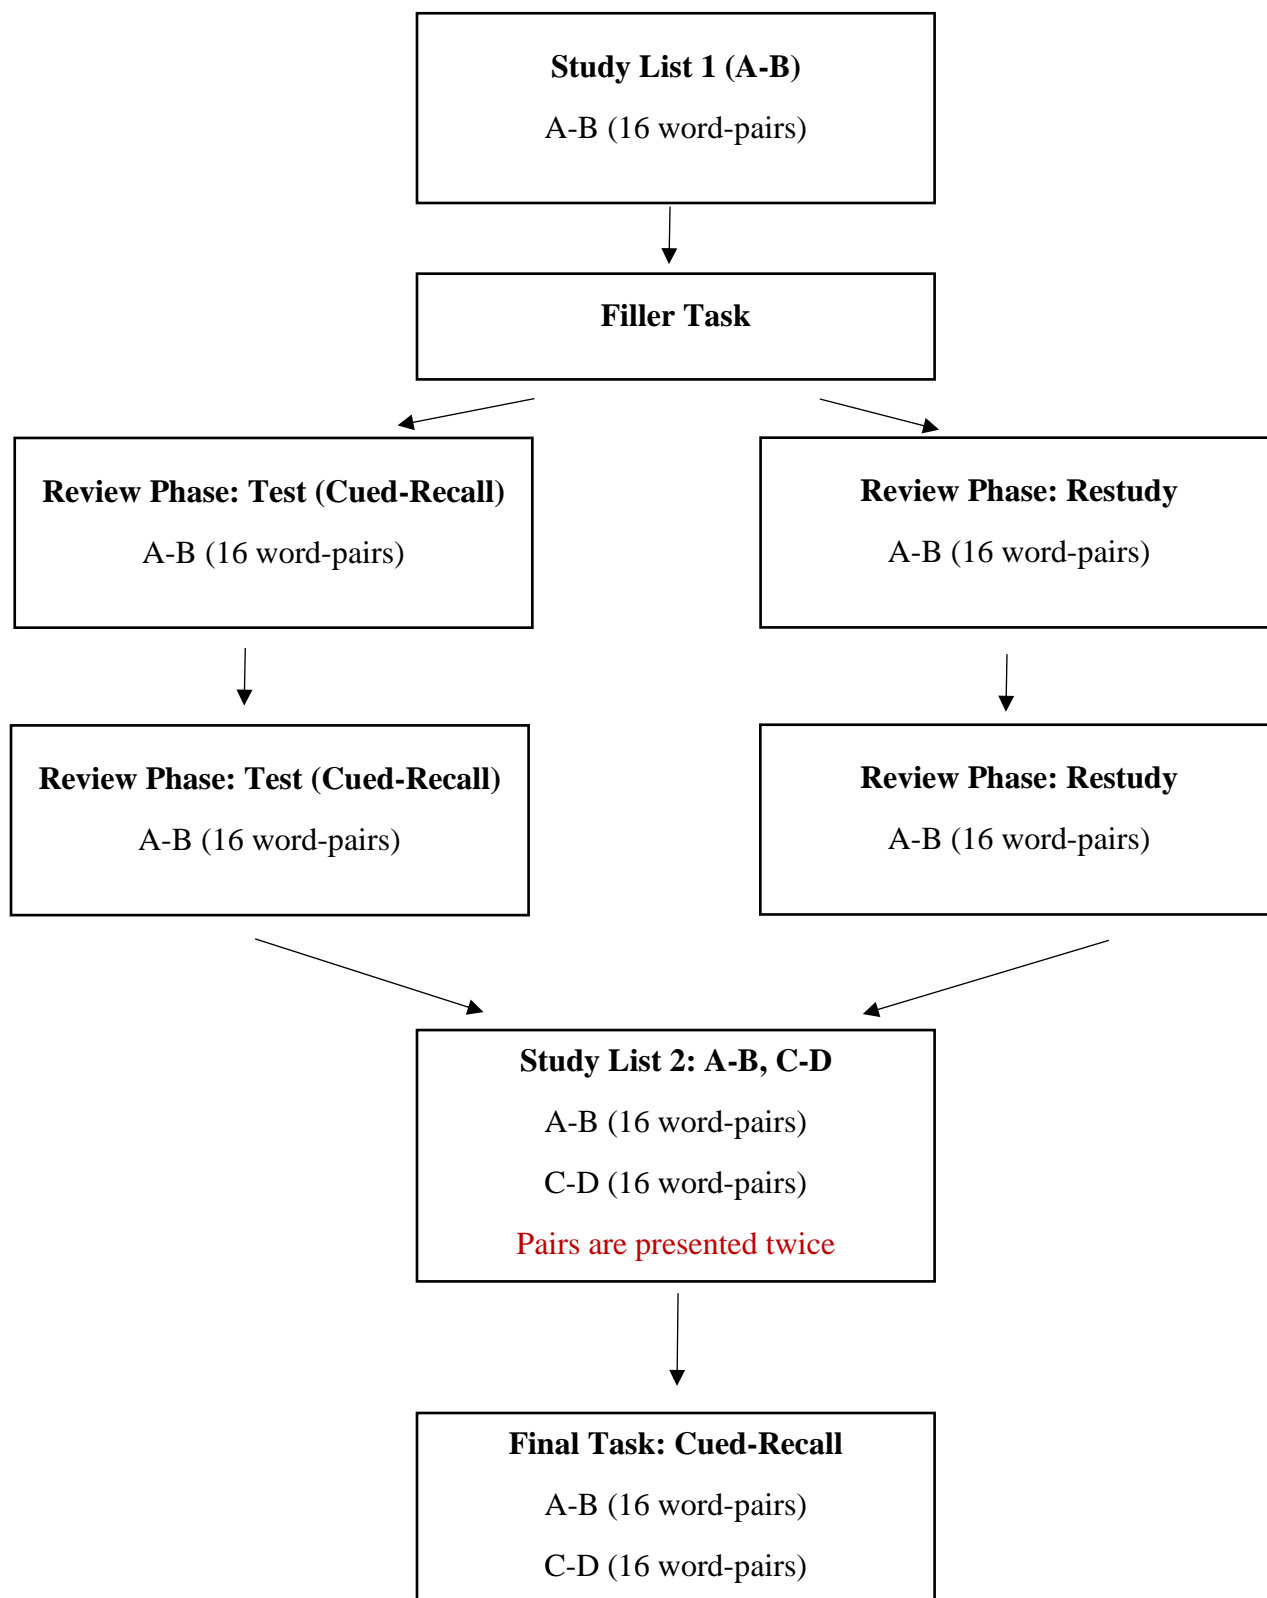 Study List 1 (A-B)
A-B (16 word-pairs)
Filler Task
Review Phase: Test (Cued-Recall)
A-B (16 word-pairs)
Review Phase: Restudy
A-B (16 word-pairs)
Review Phase: Test (Cued-Recall)
A-B (16 word-pairs)
Review Phase: Restudy
A-B (16 word-pairs)
Study List 2: A-B, C-D
A-B (16 word-pairs)
C-D (16 word-pairs)
Pairs are presented twice
Final Task: Cued-Recall
A-B (16 word-pairs)
C-D (16 word-pairs)